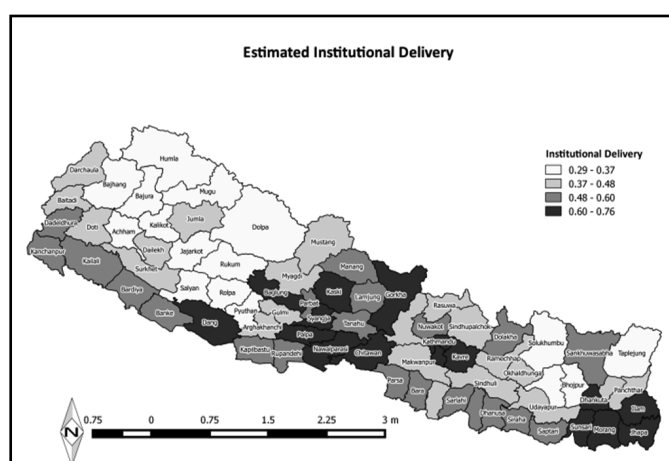 Estimated Institutional Delivery
Institutional Delivery
0.29 - 0.37
0.37 - 0.48
0.48 - 0.60
0.60 - 0.76
Humla
Darchaula
Bajhang
Mugu
Bajura
Baitadi
Jumla
Dadeldhura
Doti
Achham
Kalikot
Dolpa
Mustang
Kanchanpur
Kailali
Dailekh
Jajarkot
Surkhet
Rukum
Manang
Myagdi
Bardiya
Salyan
Rolpa
Baglung
Kaski
Lamjung
Gorkha
Parbat
Banke
Dang
Pyuthan
Gulmi
Syangja
Tanahu
Rasuwa
Arghakhanchi
Palpa
Nuwakot
Sindhupalchok
Dolakha
Solukhumbu
Sankhuwasabha
Taplejung
Kapilbastu
Rupandehi
Nawalparasi
Chitawan
Kathmandu
Kavre
Ramechhap
Makwanpur
Okhaldhunga
Bhojpur
Panchthar
Parsa
Bara
Sindhuli
Dhankuta
Ilam
Sarlahi
Udayapur
Dhanusa
Siraha
Saptari
Sunsari
Morang
Jhapa
0.75 0 0.75 1.5 2.25 3 m
N